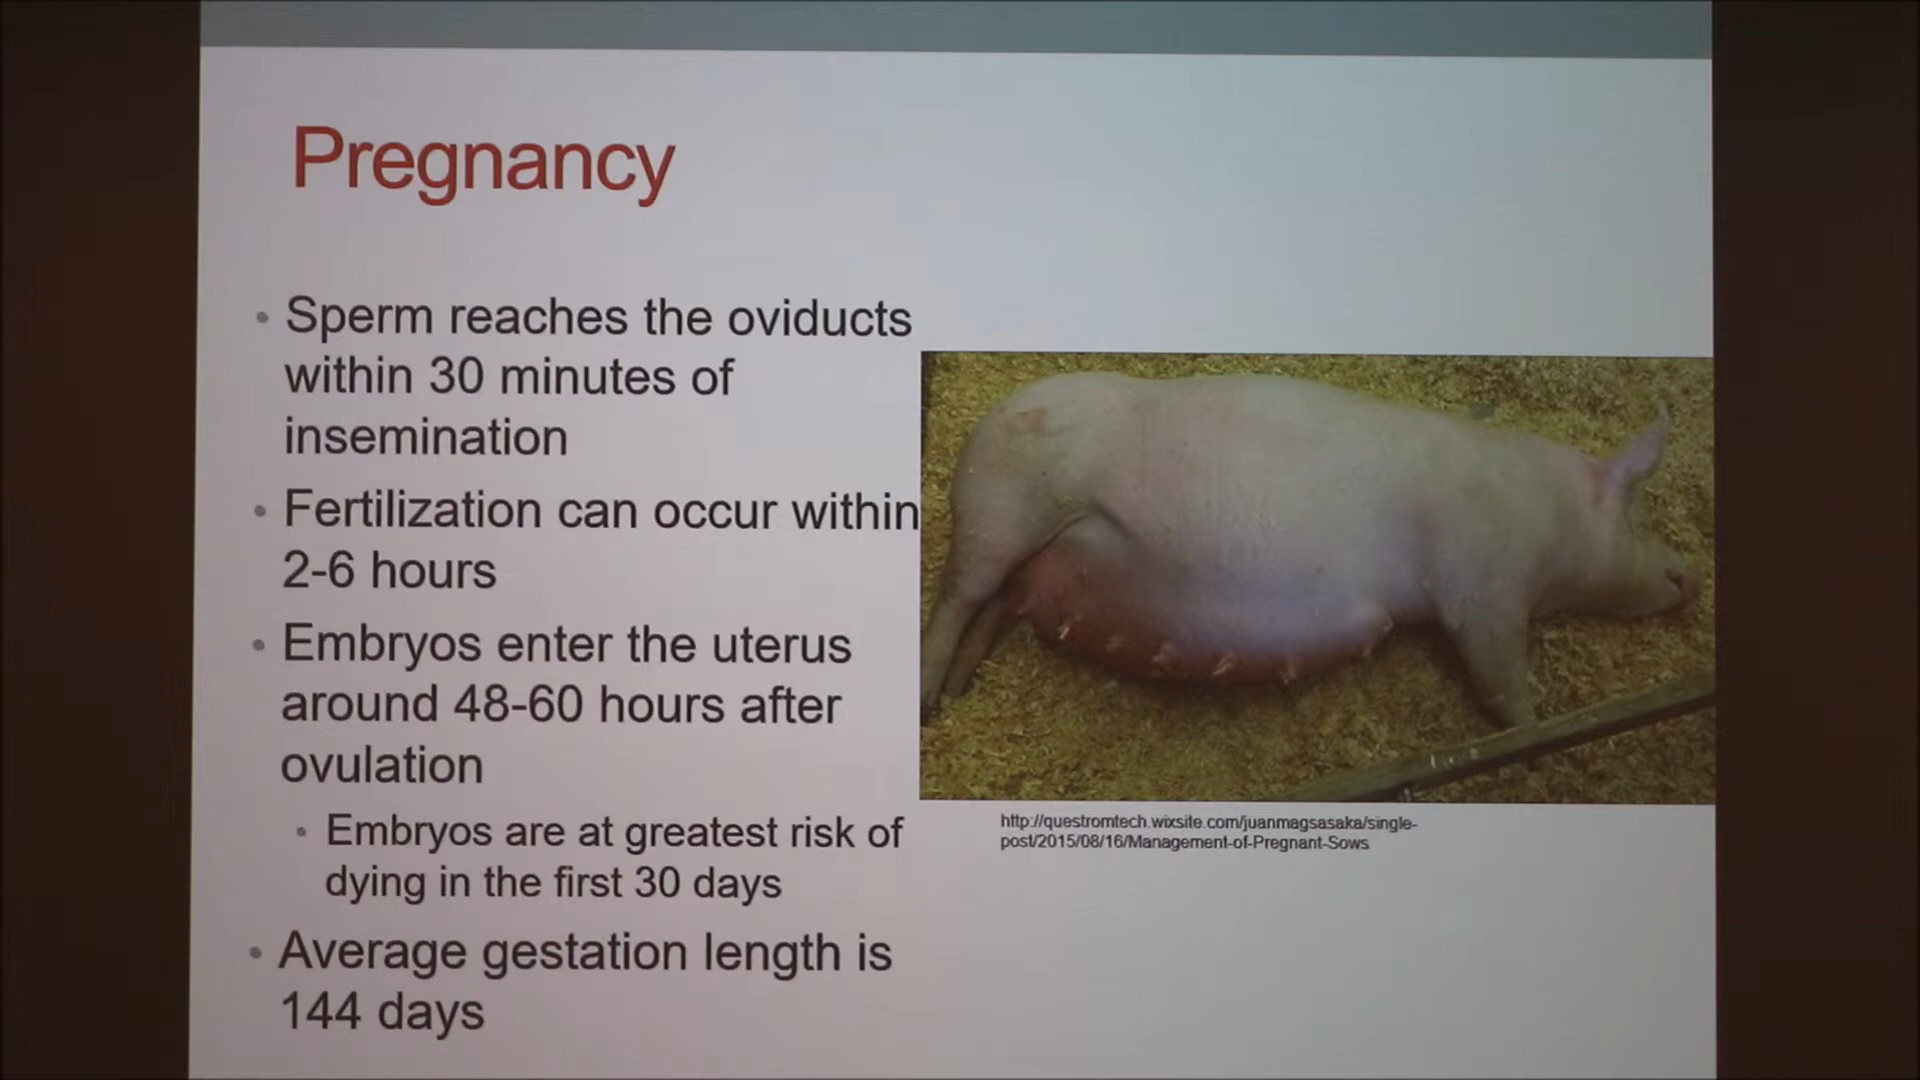 Pregnancy
• Sperm reaches the oviducts
within 30 minutes of
insemination
• Fertilization can occur within
2-6 hours
• Embryos enter the uterus
around 48-60 hours after
ovulation
• Embryos are at greatest risk of
dying in the first 30 days
• Average gestation length is
144 days
http://questromtech.wixsite.com/juanmagsasaka/single-
post/2015/08/16/Management-of-Pregnant-Sows